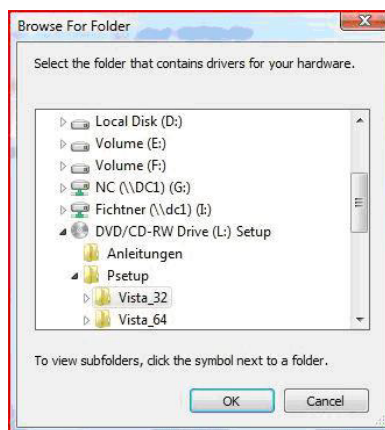 Browse For Folder
Select the folder that contains drivers for your hardware.
Local Disk (D:)
Volume (E:)
Volume (F:)
NC (\\DC1) (G:)
Fichtner (\\dc1) (I:)
DVD/CD-RW Drive (L:) Setup
Anleitungen
Psetup
Vista_32
Vista_64
To view subfolders, click the symbol next to a folder.
OK
Cancel